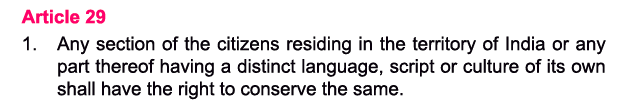 Article 29
1. Any section of the citizens residing in the territory of India or any
part thereof having a distinct language, script or culture of its own
shall have the right to conserve the same.